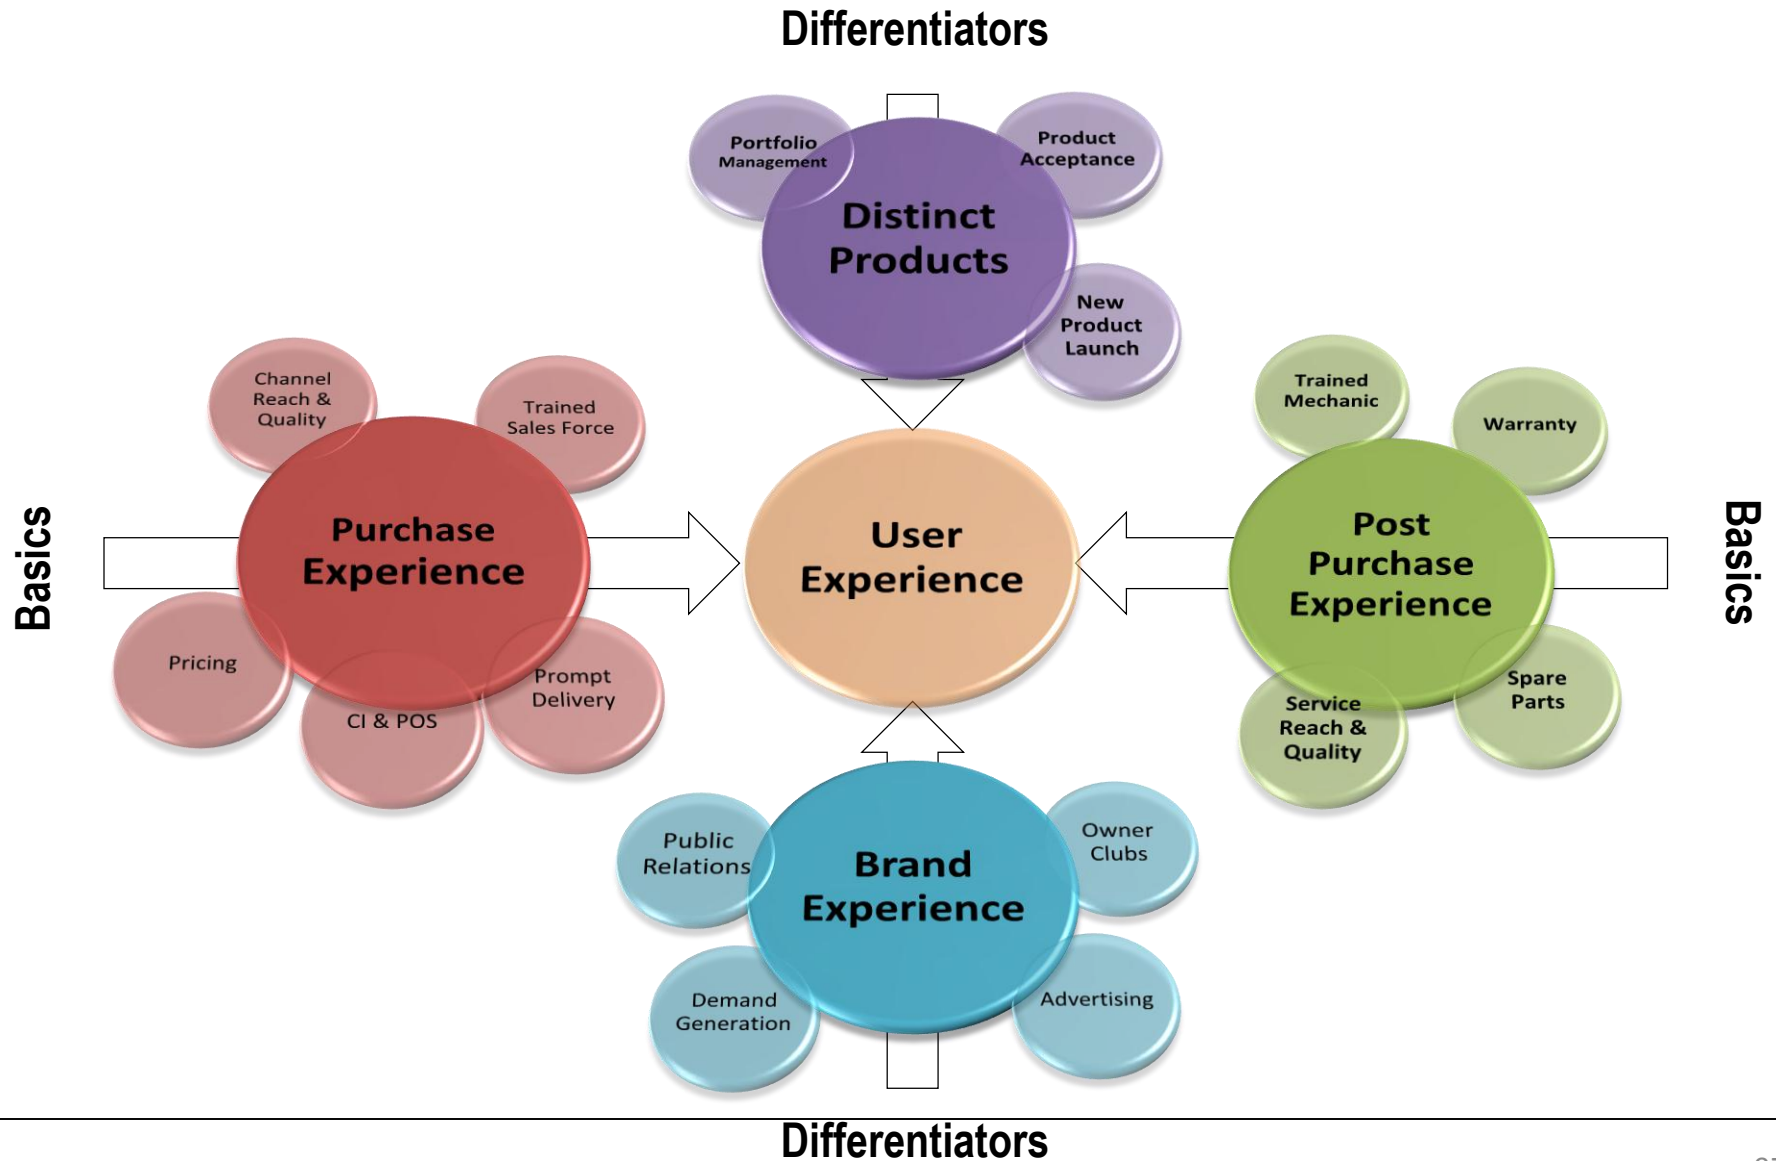 Differentiators
Portfolio
Management
Product
Acceptance
Distinct
Products
New
Product
Launch
Channel
Reach &
Quality
Trained
Sales Force
Trained
Mechanic
Warranty
Basics
Purchase
Experience
User
Experience
Post
Purchase
Experience
Basics
Pricing
CI & POS
Prompt
Delivery
Service
Reach &
Quality
Spare
Parts
Public
Relations
Brand
Experience
Owner
Clubs
Demand
Generation
Advertising
Differentiators